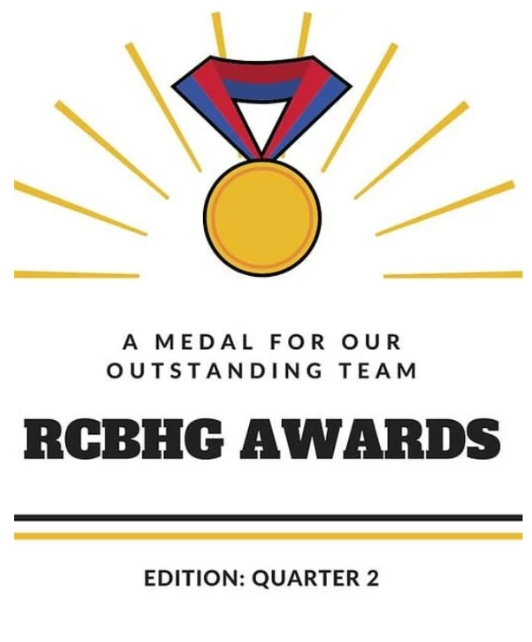 A MEDAL FOR OUR
OUTSTANDING TEAM
RCBHG AWARDS
EDITION: QUARTER 2